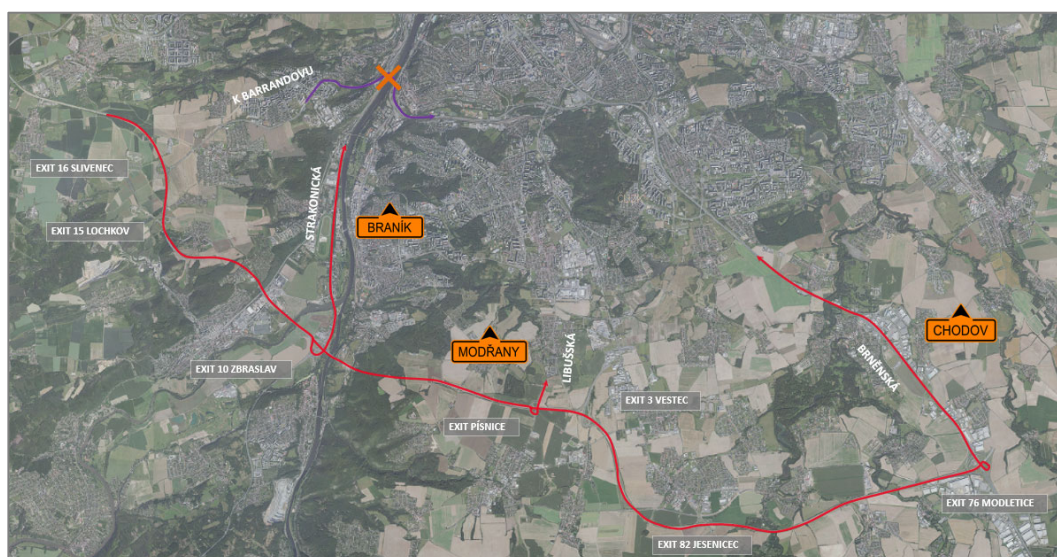 K BARRANDOVU
EXIT 16 SLIVENEC
STRAKONICKÁ
EXIT 15 LOCHKOV
BRANÍK
CHODOV
MODŘANY
LIBUŠSKÁ
BRNĚNSKÁ
EXIT 10 ZBRASLAV
EXIT 3 VESTEC
EXIT PÍSNICE
EXIT 76 MODLETICE
EXIT 82 JESENICEC